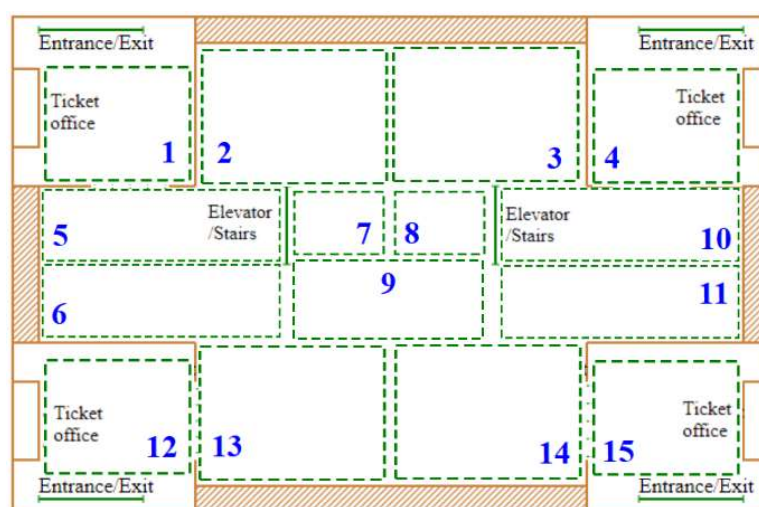 Entrance/Exit
Entrance/Exit
Ticket
office
1
2
3
Ticket
office
4
5
Elevator
/Stairs
7
8
Elevator
/Stairs
10
6
9
11
Ticket
office
12
13
14
Ticket
office
15
Entrance/Exit
Entrance/Exit